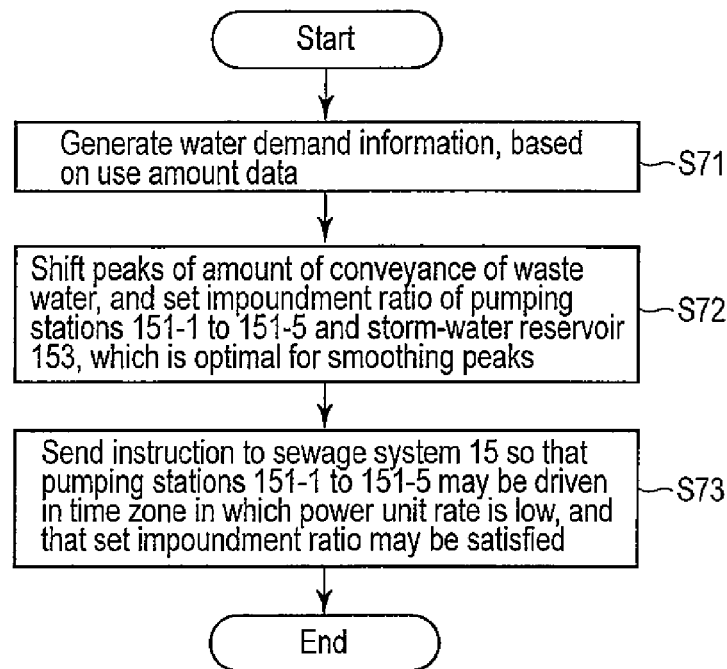 Start
Generate water demand information, based
on use amount data
S71
Shift peaks of amount of conveyance of waste
water, and set impoundment ratio of pumping
stations 151-1 to 151-5 and storm-water reservoir
153, which is optimal for smoothing peaks
S72
Send instruction to sewage system 15 so that
pumping stations 151-1 to 151-5 may be driven
in time zone in which power unit rate is low, and
that set impoundment ratio may be satisfied
S73
End